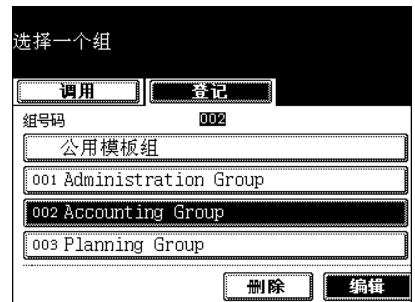 选择一个组
调用 登记
组号码 002
公用模板组
001 Administration Group
002 Accounting Group
003 Planning Group
删除 编辑